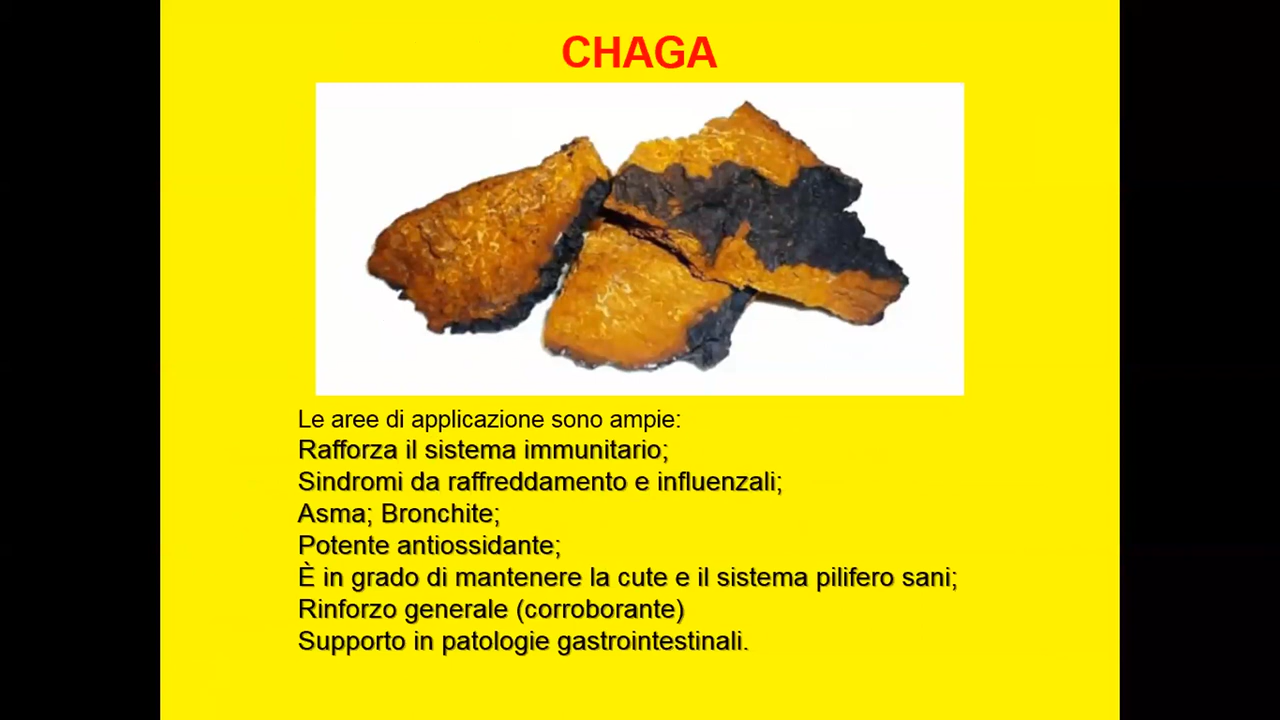 CHAGA
Le aree di applicazione sono ampie:
Rafforza il sistema immunitario;
Sindromi da raffreddamento e influenzali;
Asma; Bronchite;
Potente antiossidante;
È in grado di mantenere la cute e il sistema pilifero sani;
Rinforzo generale (corroborante)
Supporto in patologie gastrointestinali.